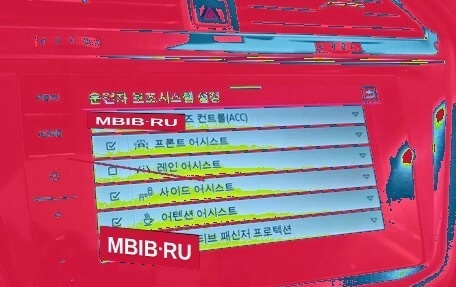 운전자 보조시스템 설정
MBIB·RU
즈 컨트롤(ACC)
프론트 어시스트
레인 어시스트
사이드 어시스트
어텐션 어시스트
MBIB·RU
티브 패신저 프로텍션